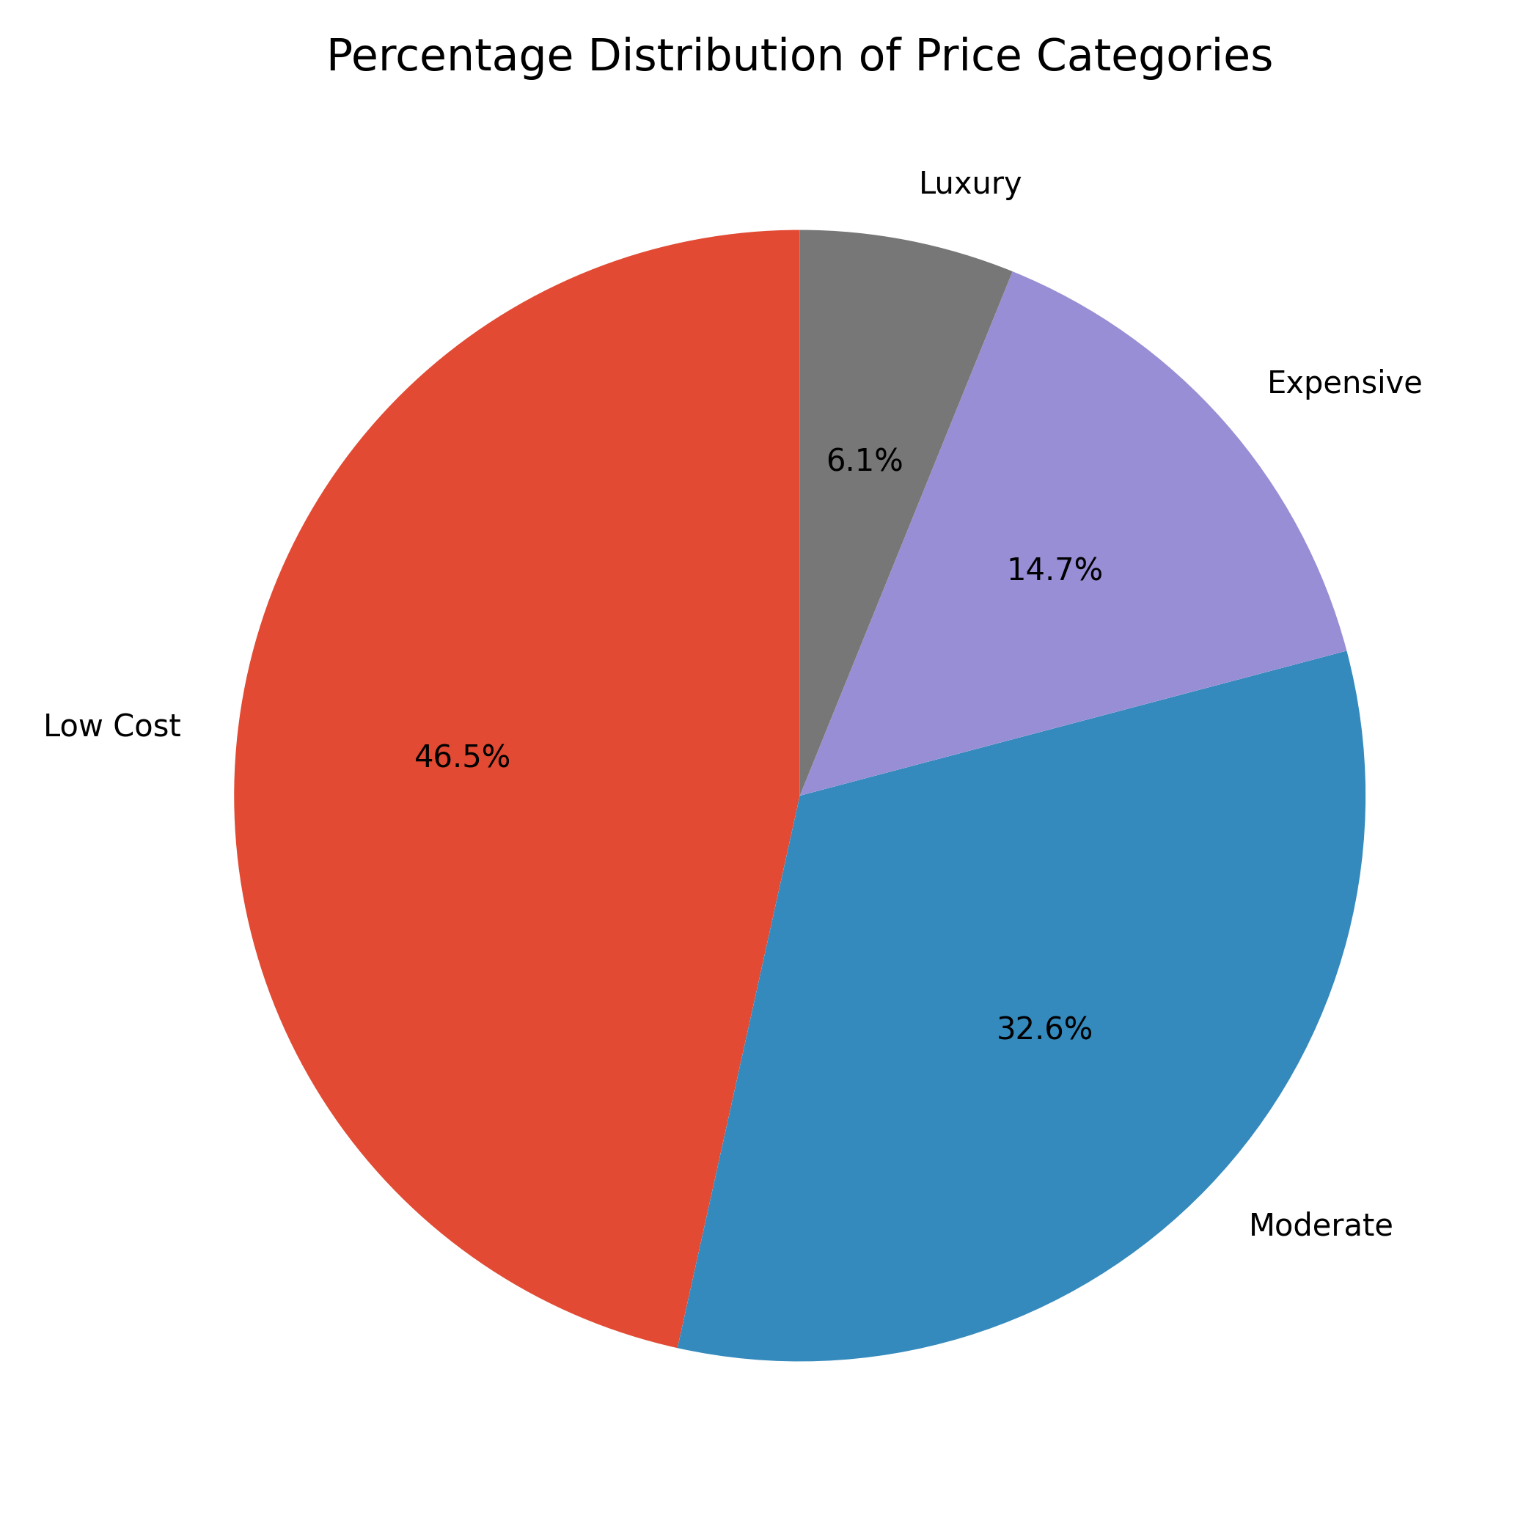 Percentage Distribution of Price Categories
Luxury
Expensive
6.1%
14.7%
Low Cost
46.5%
32.6%
Moderate